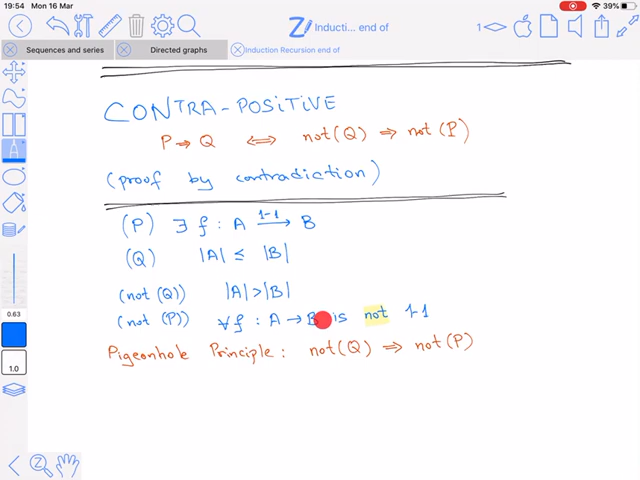 19:54 Mon 16 Mar 39%
Inducti... end of
1
Sequences and series Directed graphs Induction Recursion end of
CONTRA-POSITIVE
P → Q ⟺ not(Q) ⇒ not(P)
(proof by contradiction)
(P) ∃ f : A 1-1→ B
(Q) |A| ≤ |B|
(not(Q)) |A| > |B|
(not(P)) ∀f : A → B is not 1-1
0.63
Pigeonhole Principle: not(Q) ⇒ not(P)
1.0